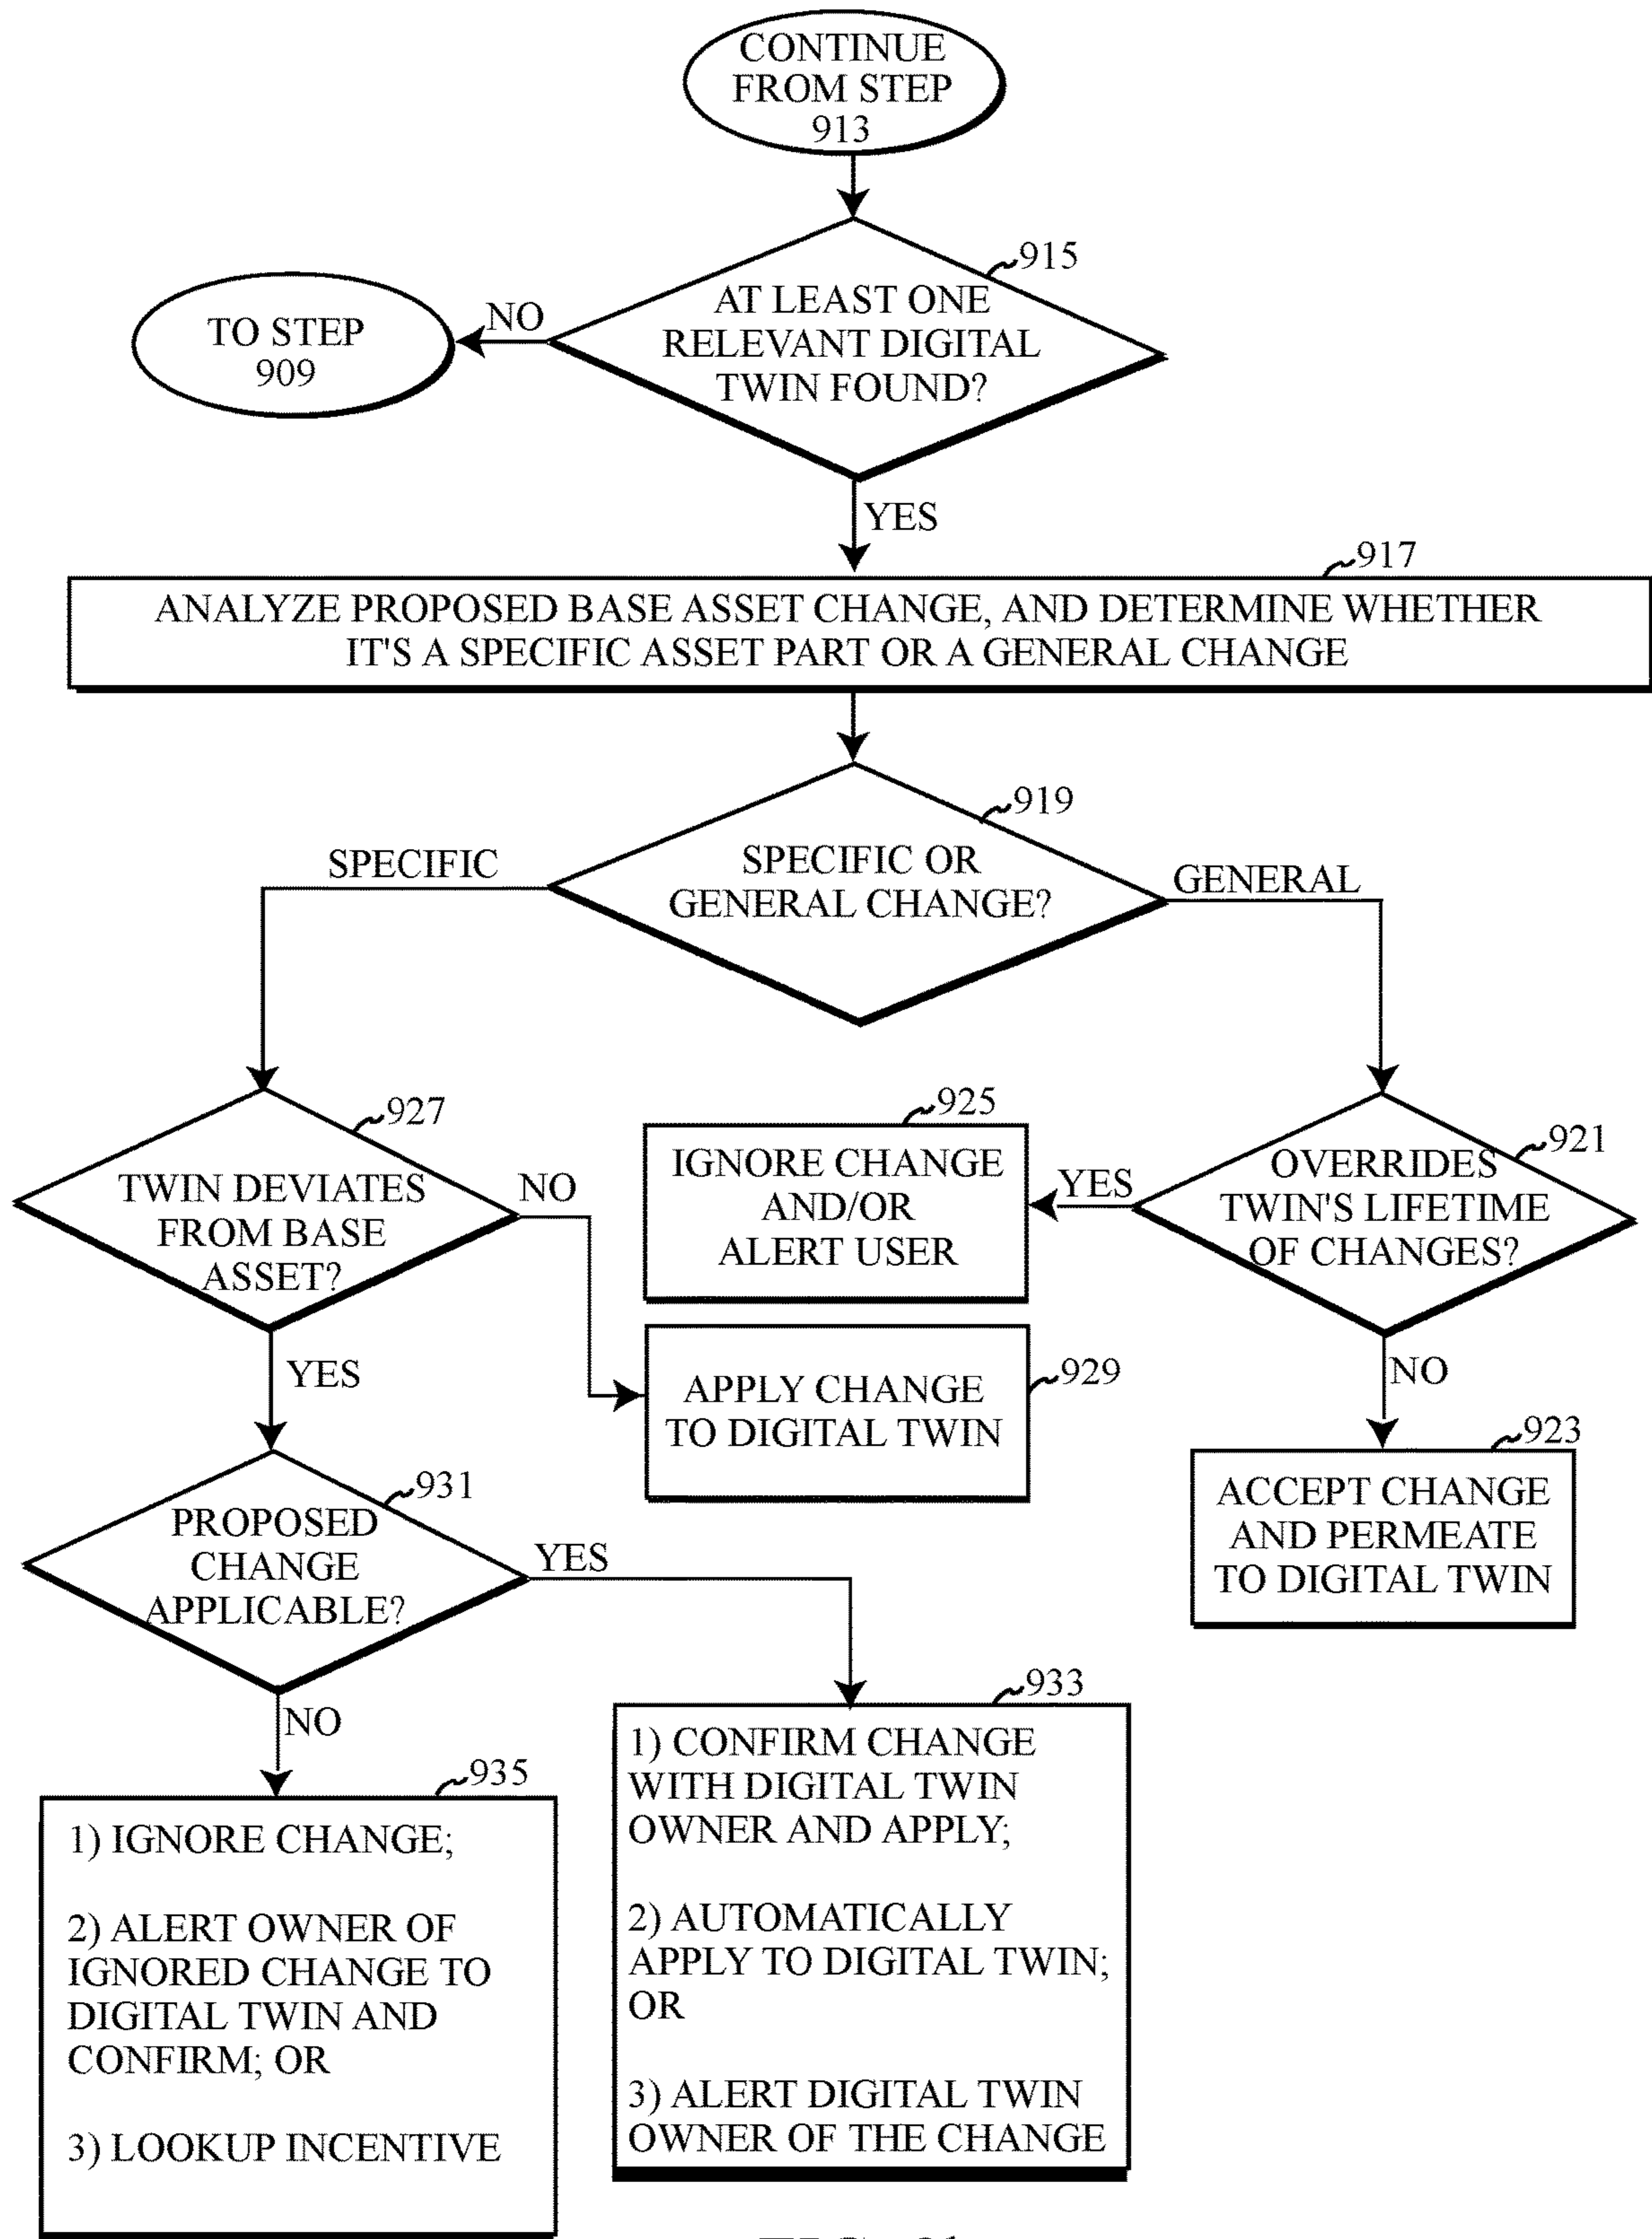 CONTINUE
FROM STEP
913
915
AT LEAST ONE
RELEVANT DIGITAL
TWIN FOUND?
NO
TO STEP
909
YES
917
ANALYZE PROPOSED BASE ASSET CHANGE, AND DETERMINE WHETHER
IT'S A SPECIFIC ASSET PART OR A GENERAL CHANGE
919
SPECIFIC OR
GENERAL CHANGE?
SPECIFIC
GENERAL
927
TWIN DEVIATES
FROM BASE
ASSET?
NO
925
IGNORE CHANGE
AND/OR
ALERT USER
YES
921
OVERRIDES
TWIN'S LIFETIME
OF CHANGES?
YES
929
APPLY CHANGE
TO DIGITAL TWIN
NO
923
ACCEPT CHANGE
AND PERMEATE
TO DIGITAL TWIN
931
PROPOSED
CHANGE
APPLICABLE?
YES
NO
933
1) CONFIRM CHANGE
WITH DIGITAL TWIN
OWNER AND APPLY;
2) AUTOMATICALLY
APPLY TO DIGITAL TWIN;
OR
3) ALERT DIGITAL TWIN
OWNER OF THE CHANGE
935
1) IGNORE CHANGE;
2) ALERT OWNER OF
IGNORED CHANGE TO
DIGITAL TWIN AND
CONFIRM; OR
3) LOOKUP INCENTIVE